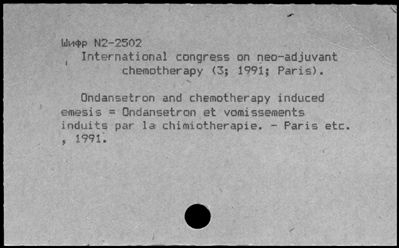 Шифр N2-2502
International congress on neo-adjuvant
chemotherapy (3; 1991; Paris).
Ondansetron and chemotherapy induced
emesis = Ondansetron et vomissements
induits par la chimiotherapie. - Paris etc.
, 1991.